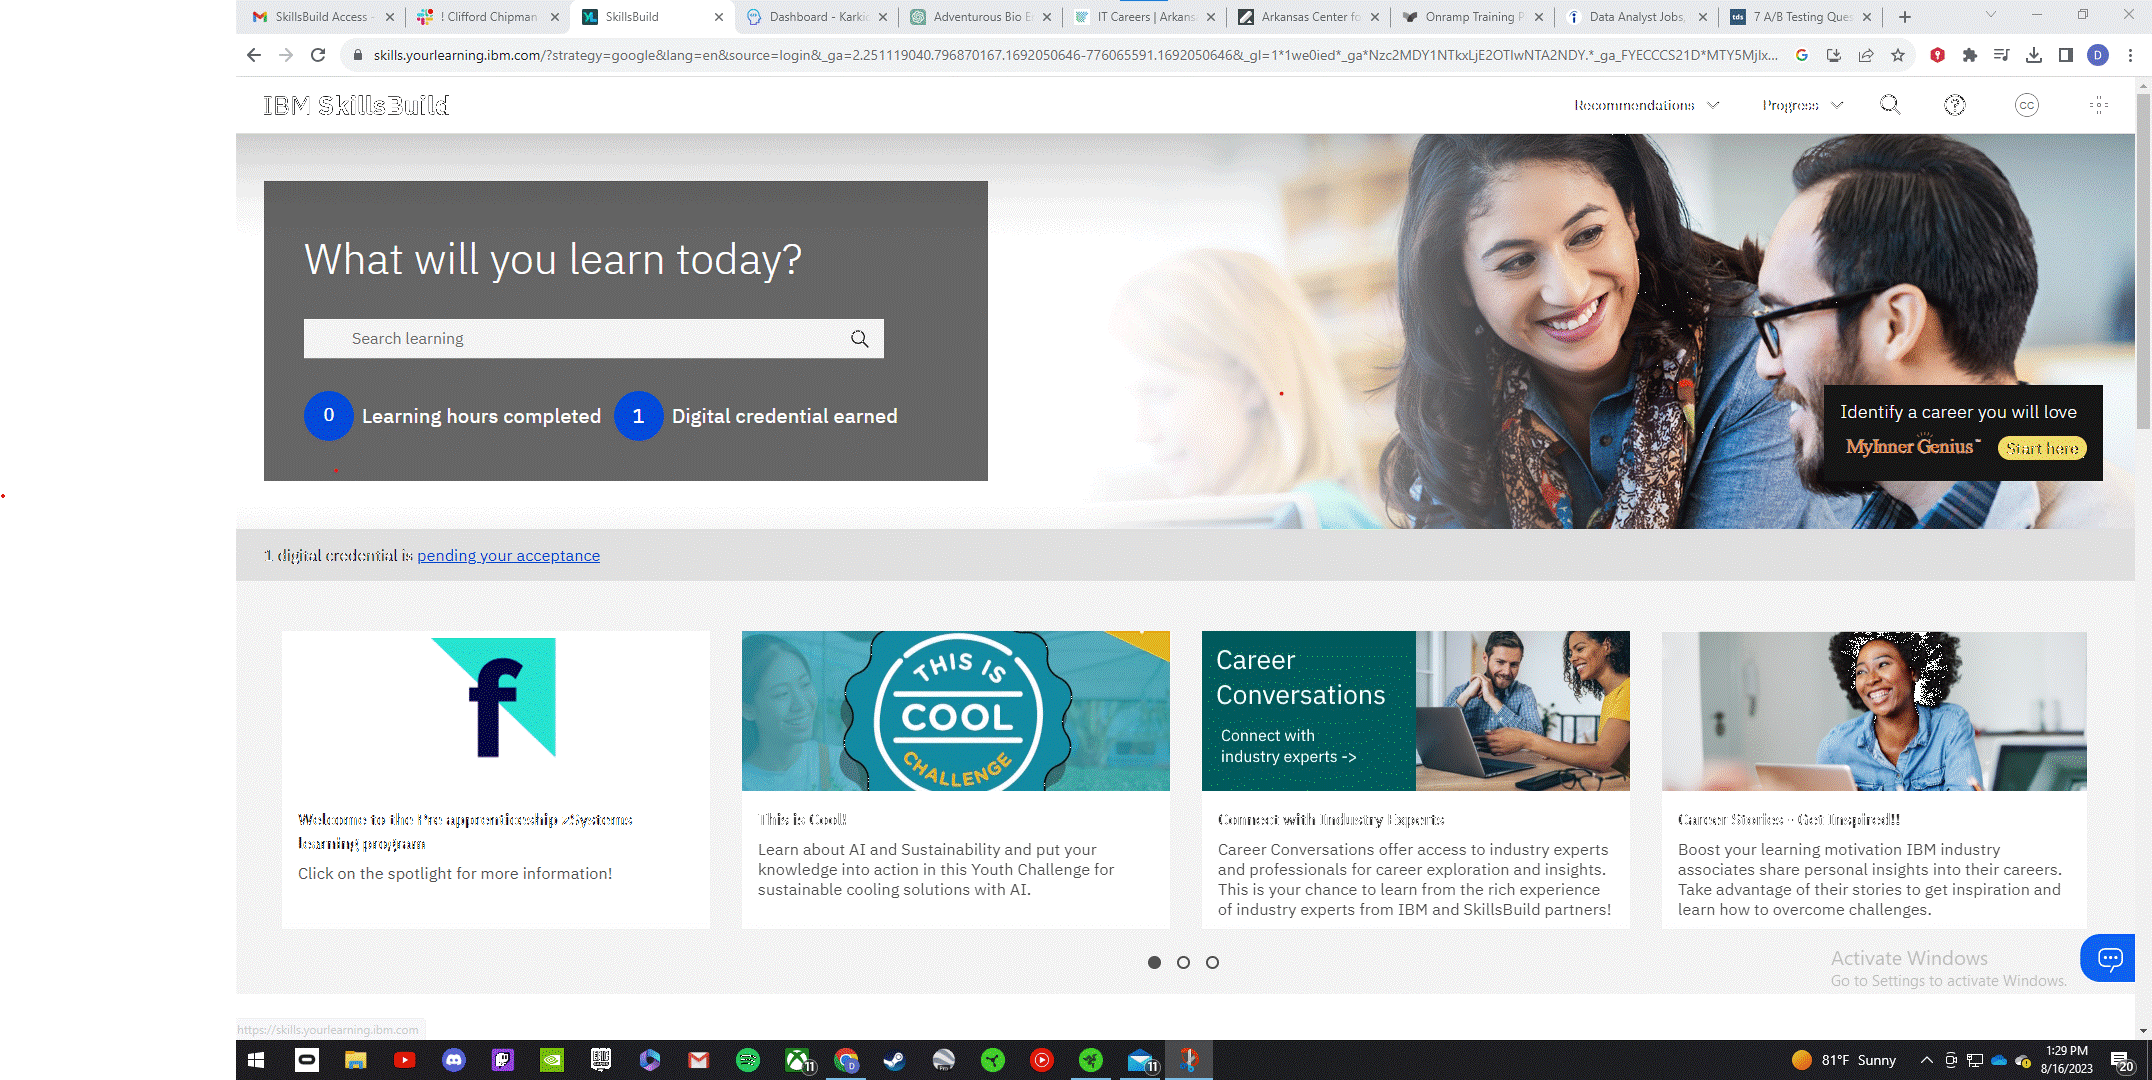 SkillsBuild Access -
! Clifford Chipman
SkillsBuild
Dashboard - Karki
Adventurous Bio E
IT Careers | Arkans
Arkansas Center fo
Onramp Training P
Data Analyst Jobs,
tds
7 A/B Testing Ques
skills.yourlearning.ibm.com/?strategy=google&lang=en&source=login&_ga=2.251119040.796870167.1692050646-776065591.1692050646&_gl=1*1we0ied*_ga*Nzc2MDY1NTkxLjE2OTIwNTA2NDY.*_ga_FYECCCS21D*MTY5Mjlx...
D
IBM SkillsBuild
Recommendations
Progress
CC
What will you learn today?
Search learning
0 Learning hours completed
1 Digital credential earned
Identify a career you will love
MyInner Genius™
Start here
1 digital credential is pending your acceptance
f
THIS IS
COOL
CHALLENGE
Career
Conversations
Connect with
industry experts ->
Welcome to the Pre apprenticeship zSystems
learning program
Click on the spotlight for more information!
This is Cool!
Learn about AI and Sustainability and put your
knowledge into action in this Youth Challenge for
sustainable cooling solutions with AI.
Connect with Industry Experts
Career Conversations offer access to industry experts
and professionals for career exploration and insights.
This is your chance to learn from the rich experience
of industry experts from IBM and SkillsBuild partners!
Career Stories - Get Inspired!!
Boost your learning motivation IBM industry
associates share personal insights into their careers.
Take advantage of their stories to get inspiration and
learn how to overcome challenges.
Activate Windows
Go to Settings to activate Windows.
https://skills.yourlearning.ibm.com
EPIC
GAMES
11
D
Pro
11
81°F Sunny
1:29 PM
8/16/2023
20